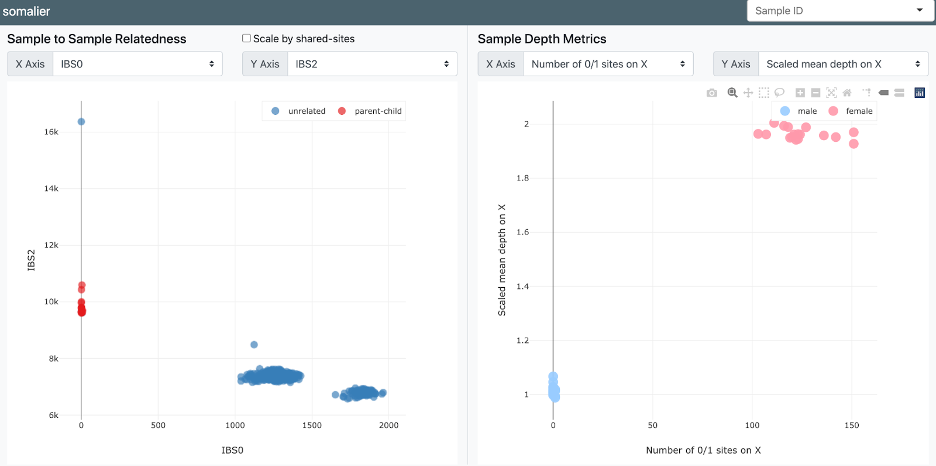 somalier
Sample ID
Sample to Sample Relatedness
Scale by shared-sites
X Axis IBS0
Y Axis IBS2
unrelated parent-child
16k
14k
12k
10k
8k
6k
IBS2
0 500 1000 1500 2000
IBS0
Sample Depth Metrics
X Axis Number of 0/1 sites on X
Y Axis Scaled mean depth on X
male female
2
1.8
1.6
1.4
1.2
1
Scaled mean depth on X
0 50 100 150
Number of 0/1 sites on X